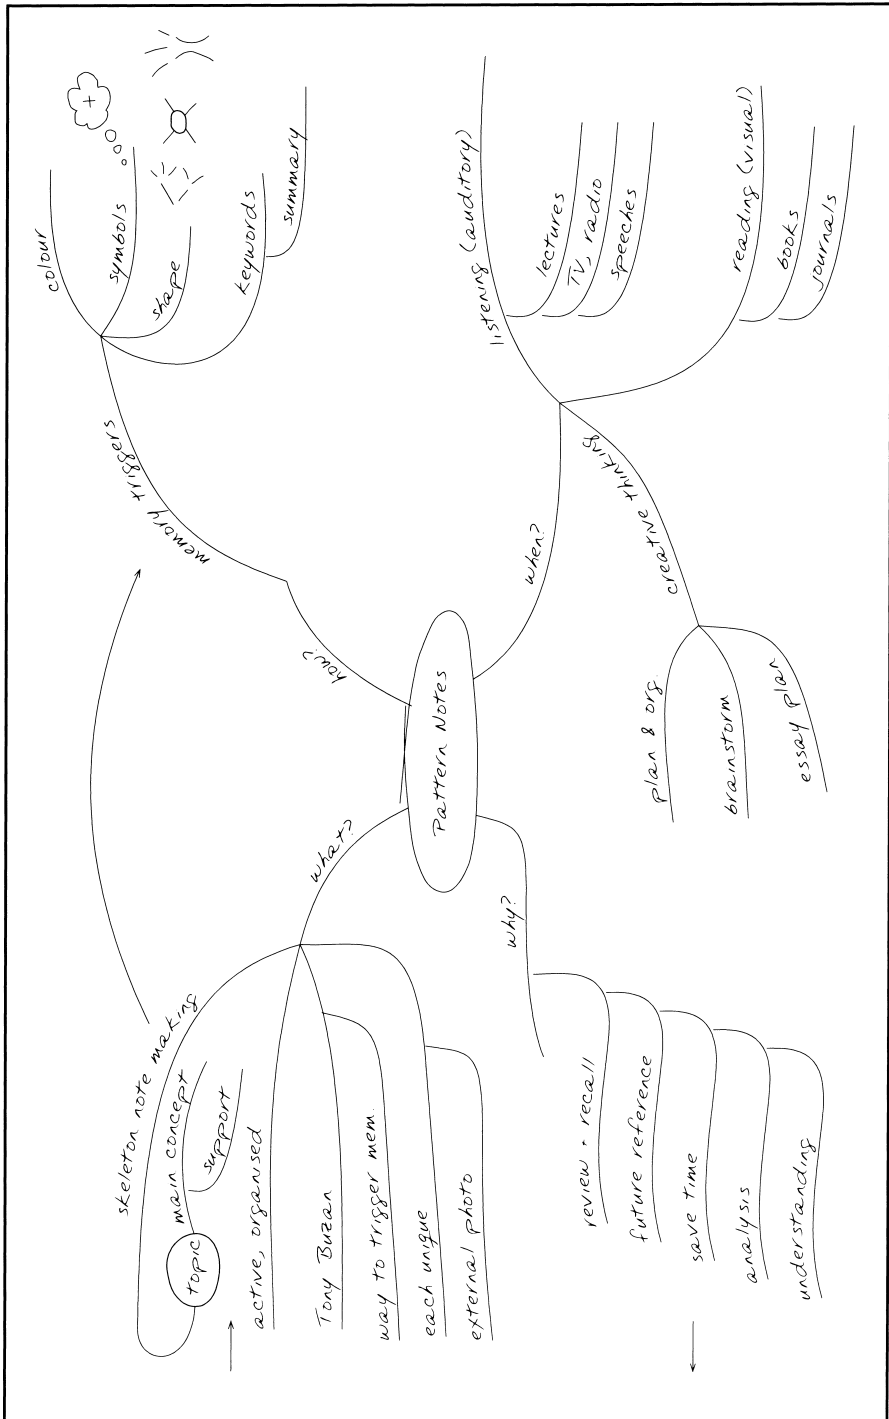 Pattern Notes
what?
skeleton note making
topic
main concept
support
active, organised
Tony Buzan
way to trigger mem.
each unique
external photo
how?
memory triggers
colour
symbols
+
shape
keywords
summary
when?
listening (auditory)
lectures
TV, radio
speeches
reading (visual)
books
journals
creative thinking
plan & org.
brainstorm
essay plan
why?
review + recall
future reference
save time
analysis
understanding